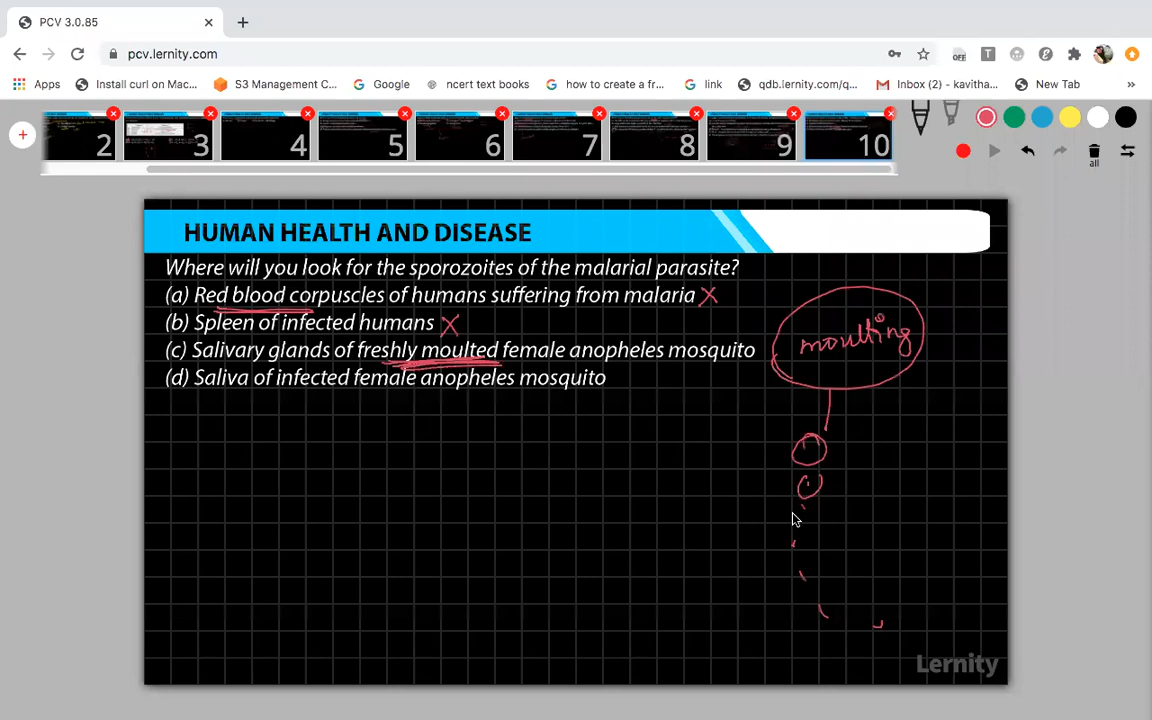 PCV 3.0.85
pcv.lernity.com
Apps
Install curl on Mac...
S3 Management C...
Google
ncert text books
how to create a fr...
link
qdb.lernity.com/q...
Inbox (2) - kavitha...
New Tab
»
OFF
T
2
3
4
5
6
7
8
9
10
all
HUMAN HEALTH AND DISEASE
Where will you look for the sporozoites of the malarial parasite?
(a) Red blood corpuscles of humans suffering from malaria X
(b) Spleen of infected humans X
(c) Salivary glands of freshly moulted female anopheles mosquito
(d) Saliva of infected female anopheles mosquito
moulting
Lernity